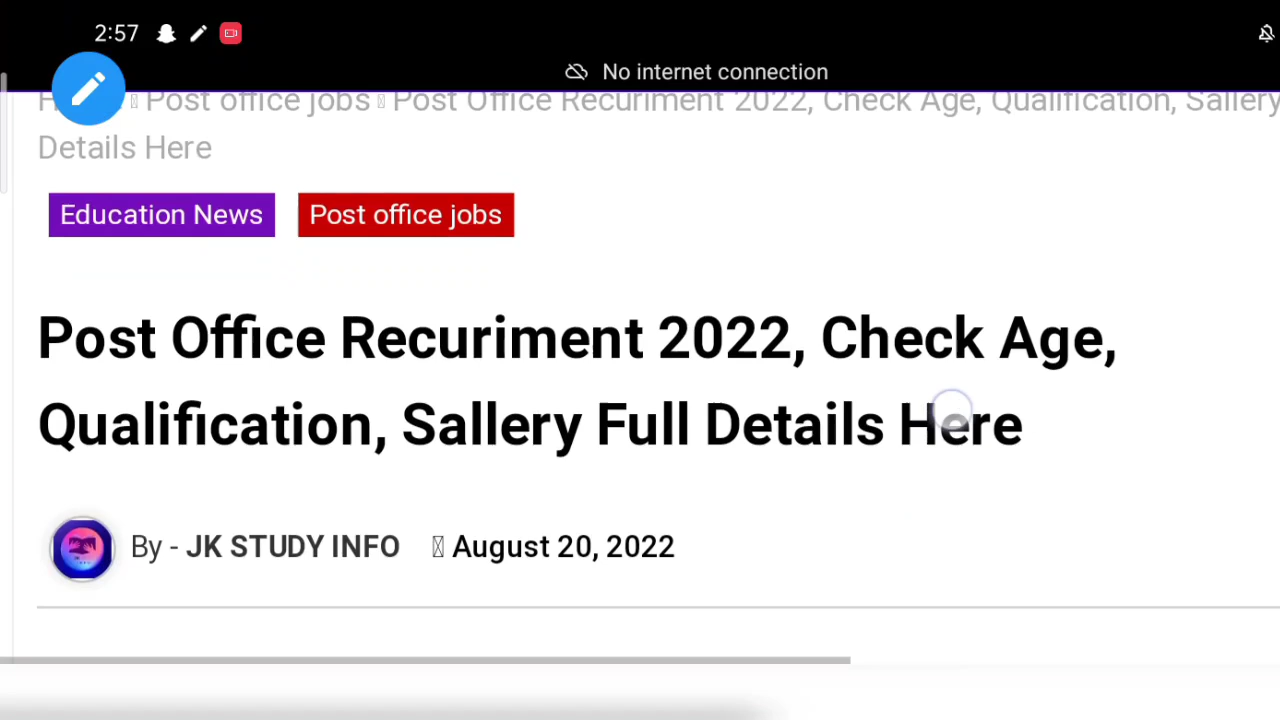 2:57
No internet connection
Post office jobs Post Office Recuriment 2022, Check Age, Qualification, Sallery
Details Here
Education News Post office jobs
Post Office Recuriment 2022, Check Age,
Qualification, Sallery Full Details Here
By - JK STUDY INFO August 20, 2022